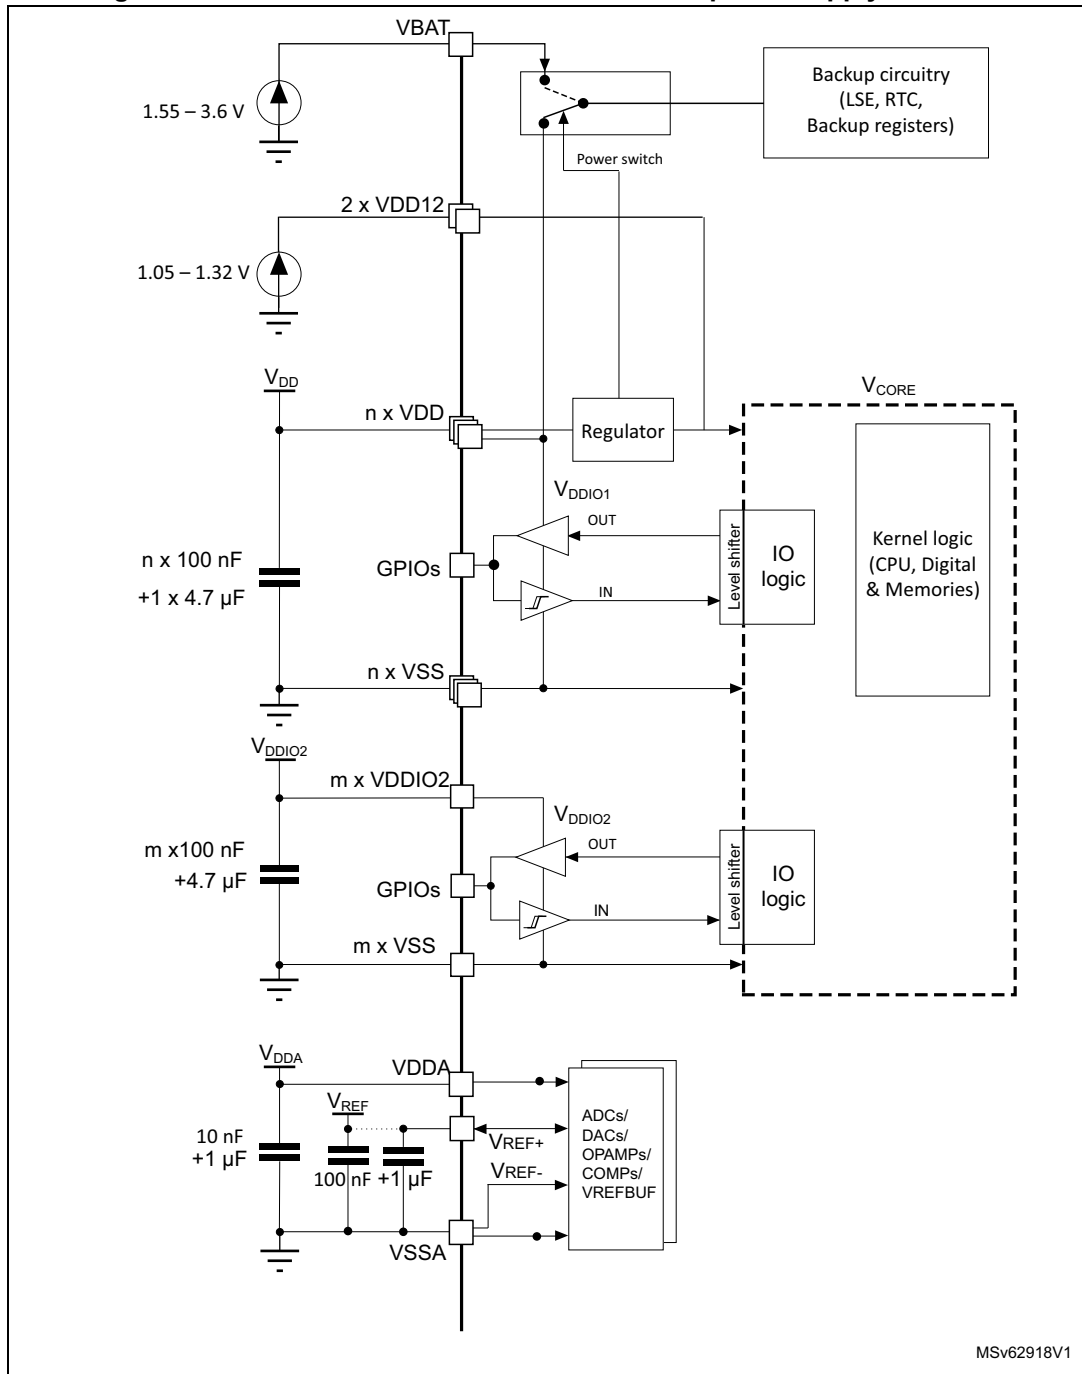 VBAT
1.55 – 3.6 V
Backup circuitry
(LSE, RTC,
Backup registers)
Power switch
2 x VDD12
1.05 – 1.32 V
VDD
n x VDD
Regulator
VCORE
VDDIO1
OUT
n x 100 nF
+1 x 4.7 µF
GPIOs
IN
Level shifter
IO
logic
Kernel logic
(CPU, Digital
& Memories)
n x VSS
VDDIO2
m x VDDIO2
VDDIO2
OUT
m x100 nF
+4.7 µF
GPIOs
IN
Level shifter
IO
logic
m x VSS
VDDA
VDDA
VREF
10 nF
+1 µF
100 nF
+1 µF
VREF+
VREF-
ADCs/
DACs/
OPAMPs/
COMPs/
VREFBUF
VSSA
MSv62918V1